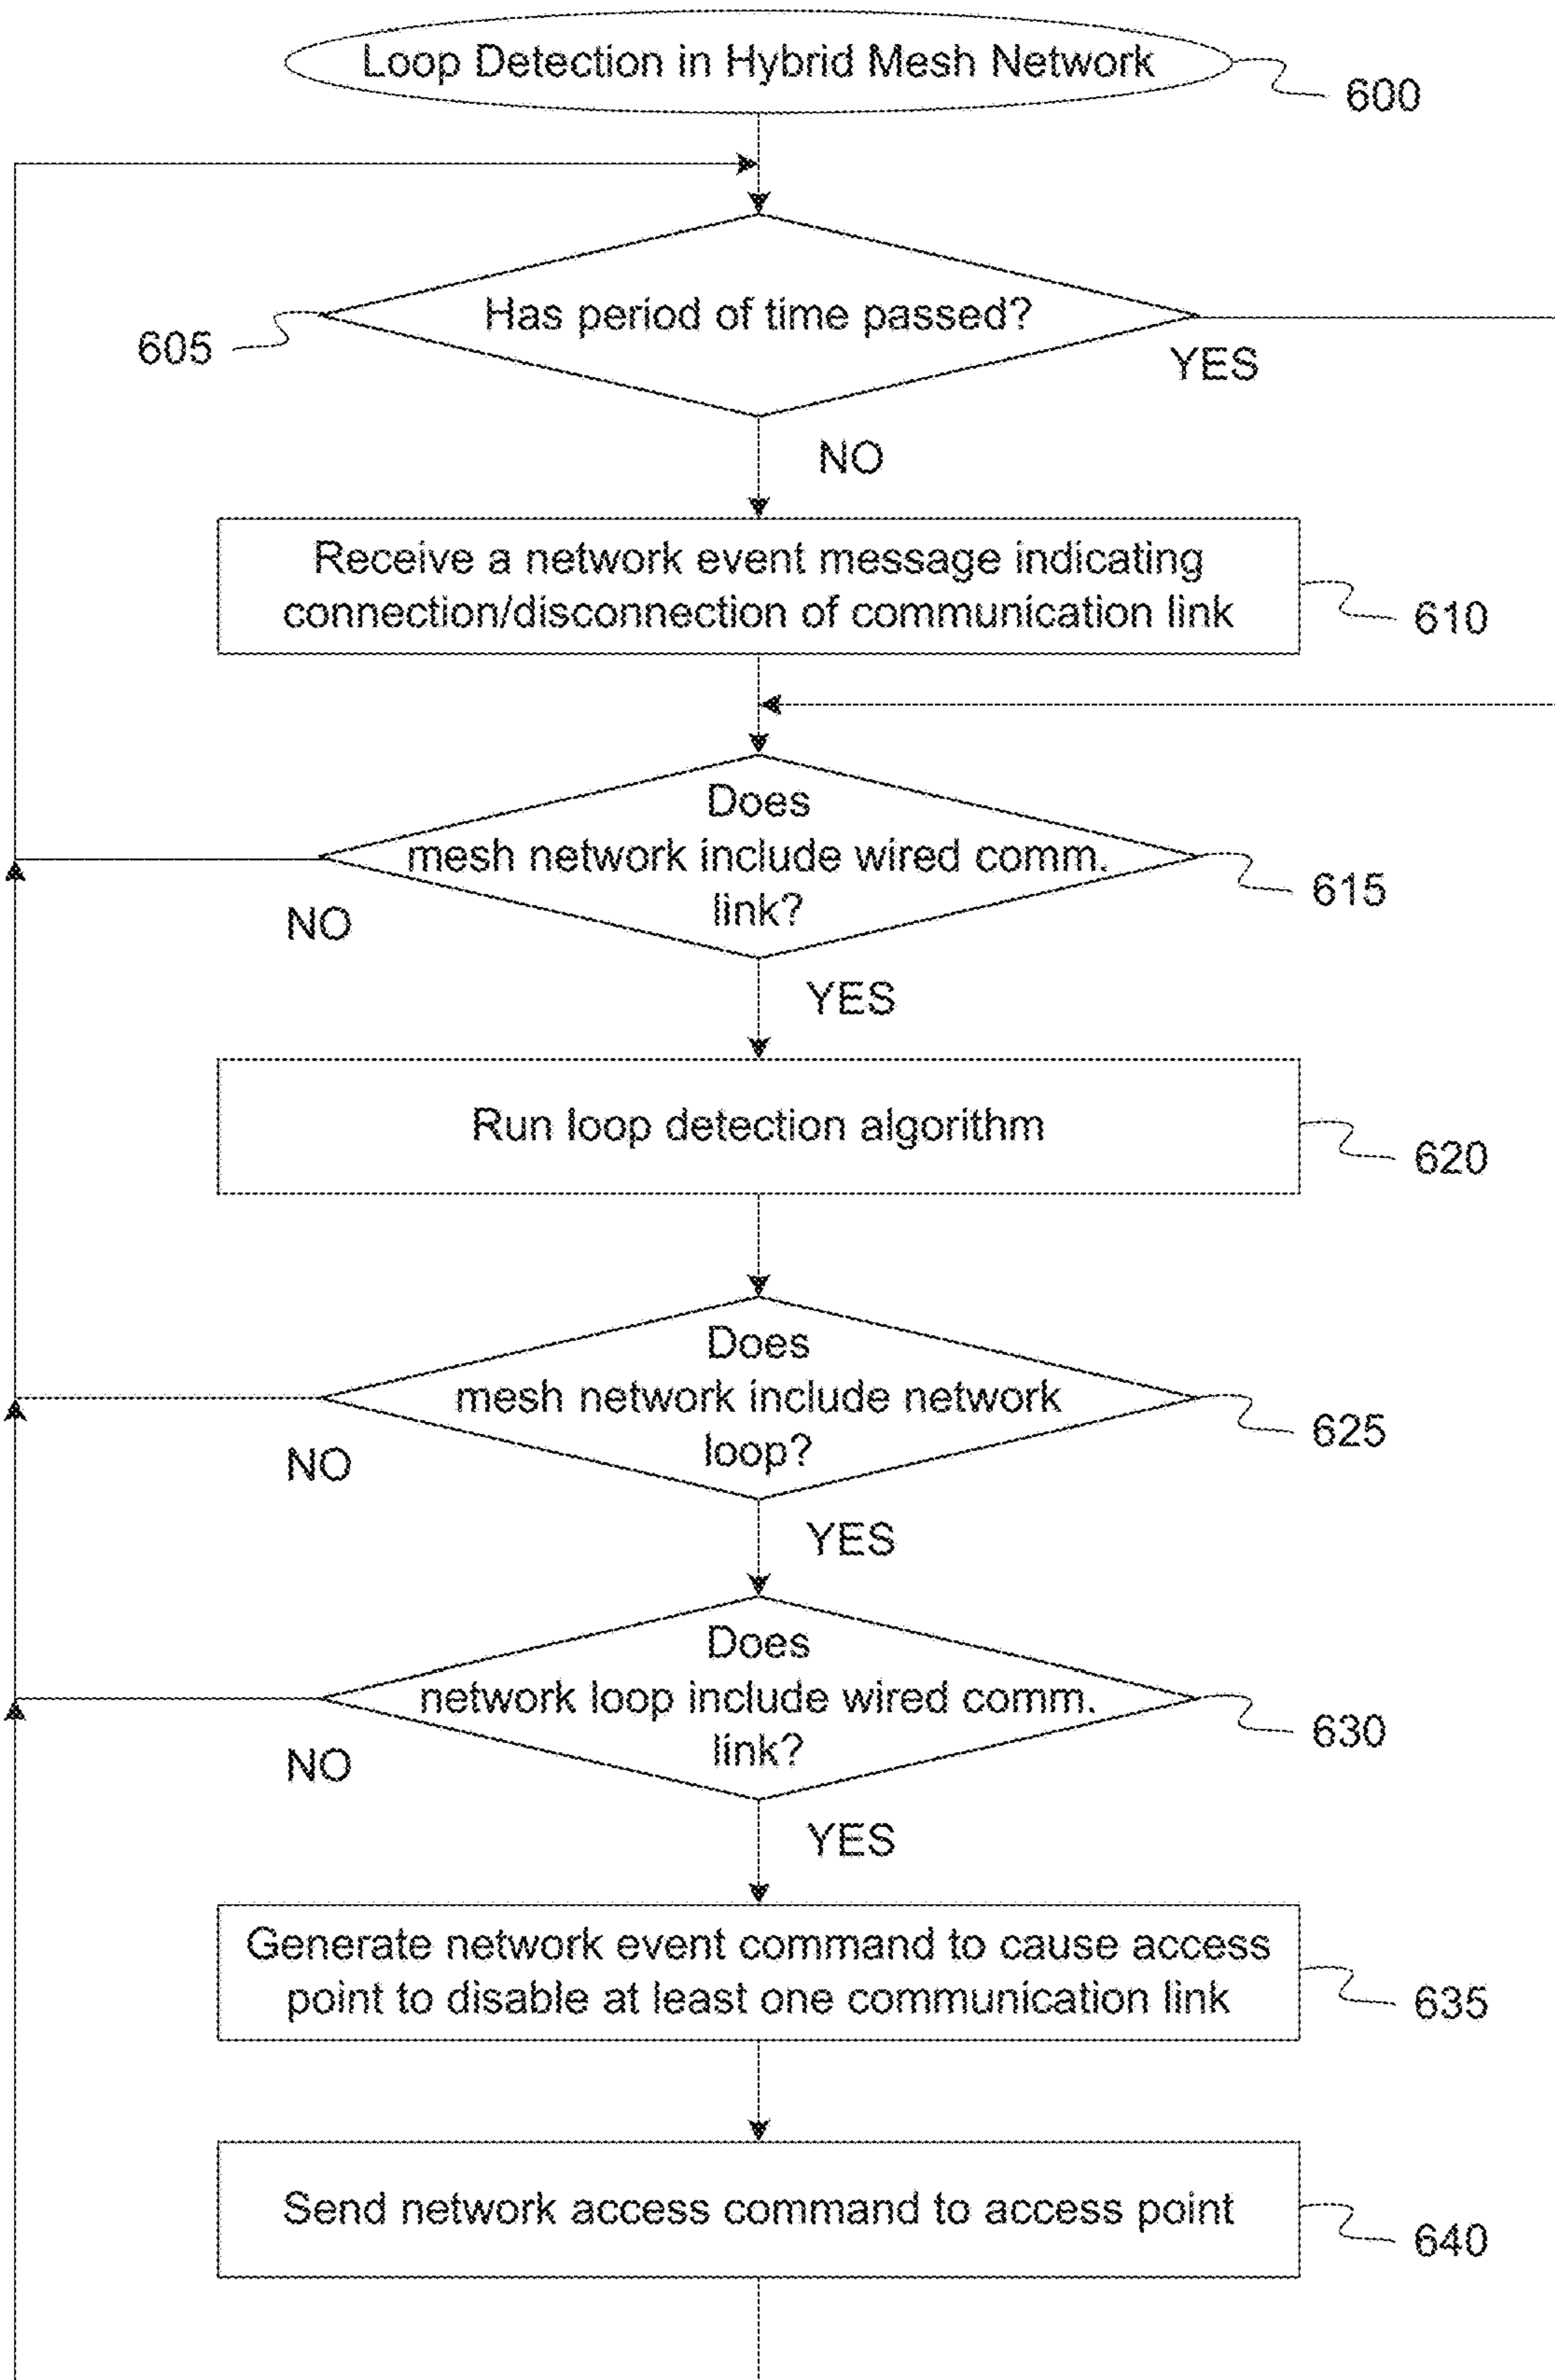 Loop Detection in Hybrid Mesh Network
600
Has period of time passed?
605
YES
NO
Receive a network event message indicating
connection/disconnection of communication link
610
Does
mesh network include wired comm.
link?
615
NO
YES
Run loop detection algorithm
620
Does
mesh network include network
loop?
625
NO
YES
Does
network loop include wired comm.
link?
630
NO
YES
Generate network event command to cause access
point to disable at least one communication link
635
Send network access command to access point
640